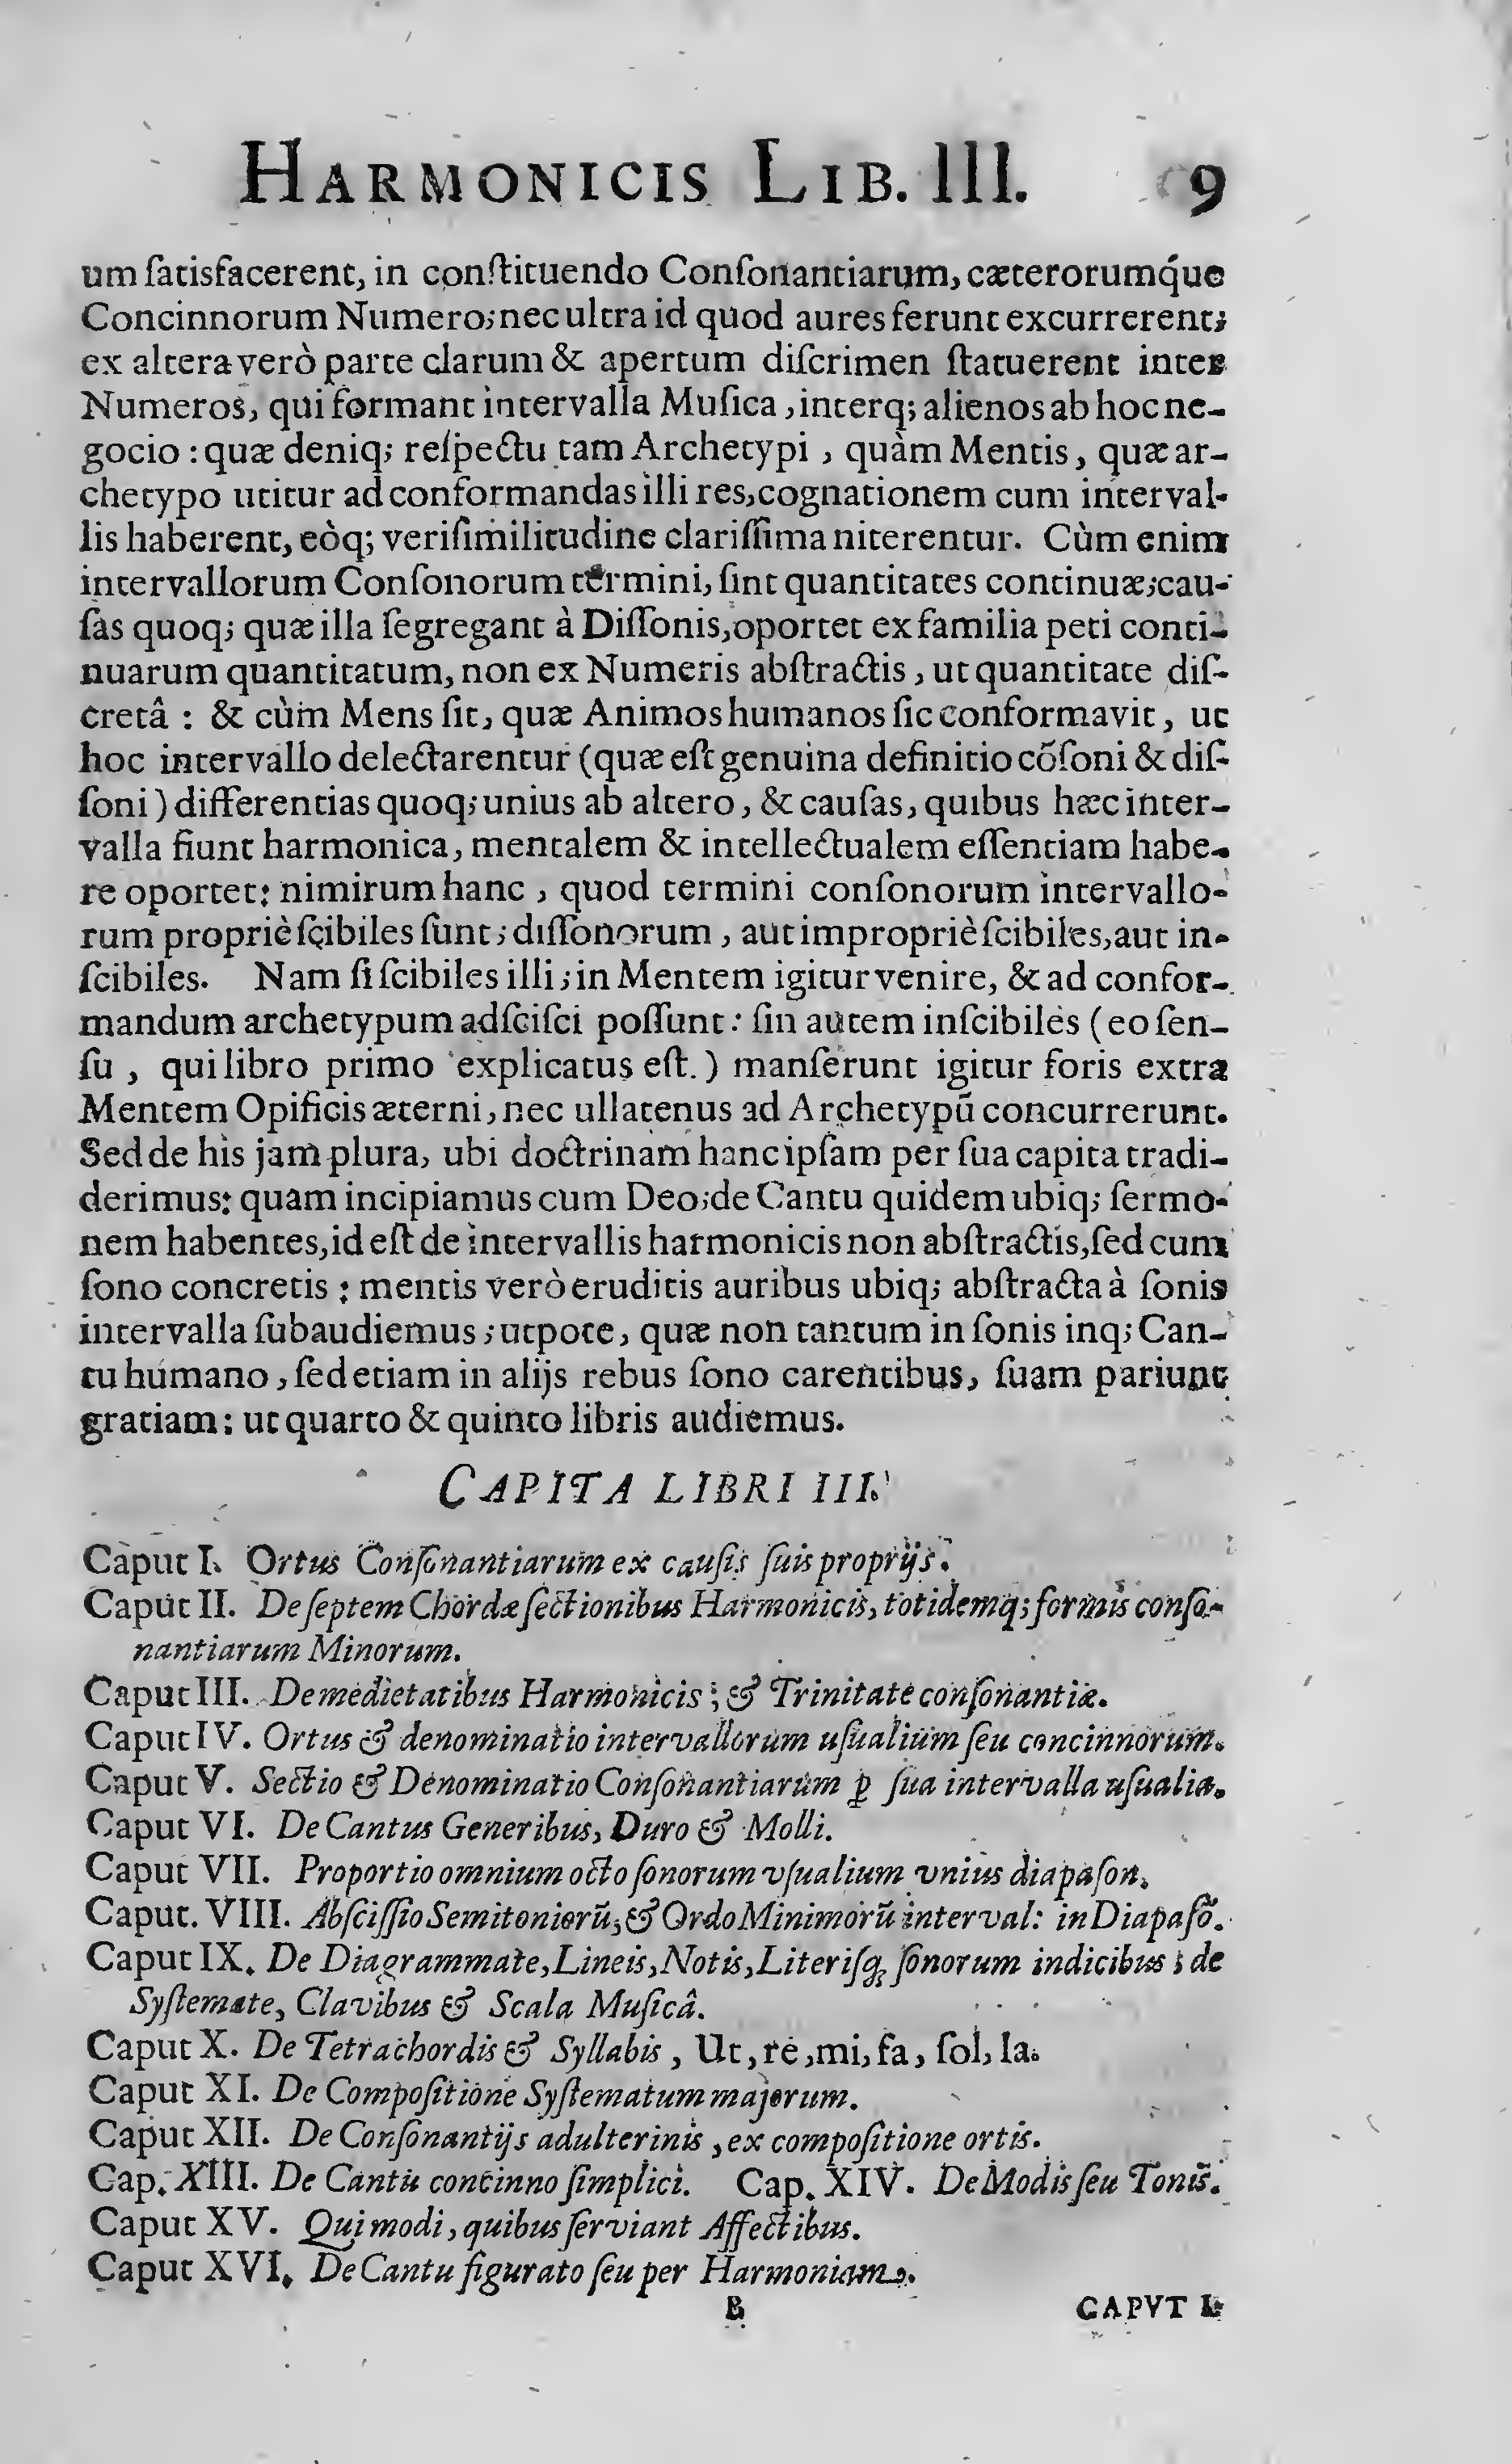 HARMONICIS LIB. III. 9
um ſatisfacerent, in conſtituendo Conſonantiarum, cæterorumq́ue
Concinnorum Numero; nec ultra id quod aures ferunt excurrerent;
ex altera verò parte clarum & apertum diſcrimen ſtatuerent inter
Numeros, qui formant intervalla Muſica, interq; alienos ab hoc ne-
gocio: quæ deniq; reſpectu tam Archetypi, quàm Mentis, quæ ar-
chetypo utitur ad conformandas illi res, cognationem cum interval-
lis haberent, eòq; veriſimilitudine clariſſima niterentur. Cùm enim
intervallorum Conſonorum termini, ſint quantitates continuæ; cau-
ſas quoq; quæ illa ſegregant à Diſſonis, oportet ex familia peti conti-
nuarum quantitatum, non ex Numeris abſtractis, ut quantitate diſ-
cretâ: & cùm Mens ſit, quæ Animos humanos ſic conformavit, ut
hoc intervallo delectarentur (quæ eſt genuina definitio cõſoni & diſ-
ſoni) differentias quoq; unius ab altero, & cauſas, quibus hæc inter-
valla fiunt harmonica, mentalem & intellectualem eſſentiam habe-
re oportet: nimirum hanc, quod termini conſonorum intervallo-
rum propriè ſcibiles ſunt; diſſonorum, aut impropriè ſcibiles, aut in-
ſcibiles. Nam ſi ſcibiles illi; in Mentem igitur venire, & ad confor-
mandum archetypum adſciſci poſſunt: ſin autem inſcibiles (eo ſen-
ſu, qui libro primo explicatus eſt.) manſerunt igitur foris extra
Mentem Opificis æterni, nec ullatenus ad Archetypũ concurrerunt.
Sed de his jam plura, ubi doctrinam hanc ipſam per ſua capita tradi-
derimus: quam incipiamus cum Deo; de Cantu quidem ubiq; ſermo-
nem habentes, id eſt de intervallis harmonicis non abſtractis, ſed cum
ſono concretis: mentis verò eruditis auribus ubiq; abſtracta à ſonis
intervalla ſubaudiemus; utpote, quæ non tantum in ſonis inq; Can-
tu humano, ſed etiam in alijs rebus ſono carentibus, ſuam pariunt
gratiam: ut quarto & quinto libris audiemus.
CAPITA LIBRI III.
Caput I. Ortus Conſonantiarum ex cauſis ſuis proprijs.
Caput II. De ſeptem Chordæ ſectionibus Harmonicis, totidemq; formis conſo-
nantiarum Minorum.
Caput III. De medietatibus Harmonicis; & Trinitate conſonantiæ.
Caput IV. Ortus & denominatio intervallorum uſualium ſeu concinnorum.
Caput V. Sectio & Denominatio Conſonantiarum ꝑ ſua intervalla uſualia.
Caput VI. De Cantus Generibus, Duro & Molli.
Caput VII. Proportio omnium octo ſonorum vſualium vnius diapaſon.
Caput. VIII. Abſciſſio Semitoniorũ, & Ordo Minimorũ interval: in Diapaſõ.
Caput IX. De Diagrammate, Lineis, Notis, Literiſq; ſonorum indicibus; de
Syſtemate, Clavibus & Scala Muſicâ.
Caput X. De Tetrachordis & Syllabis, Ut, re, mi, fa, ſol, la.
Caput XI. De Compoſitione Syſtematum majorum.
Caput XII. De Conſonantijs adulterinis, ex compoſitione ortis.
Cap. XIII. De Cantu concinno ſimplici. Cap. XIV. De Modis ſeu Tonis.
Caput XV. Qui modi, quibus ſerviant Affectibus.
Caput XVI. De Cantu figurato ſeu per Harmoniam.
B CAPVT I.